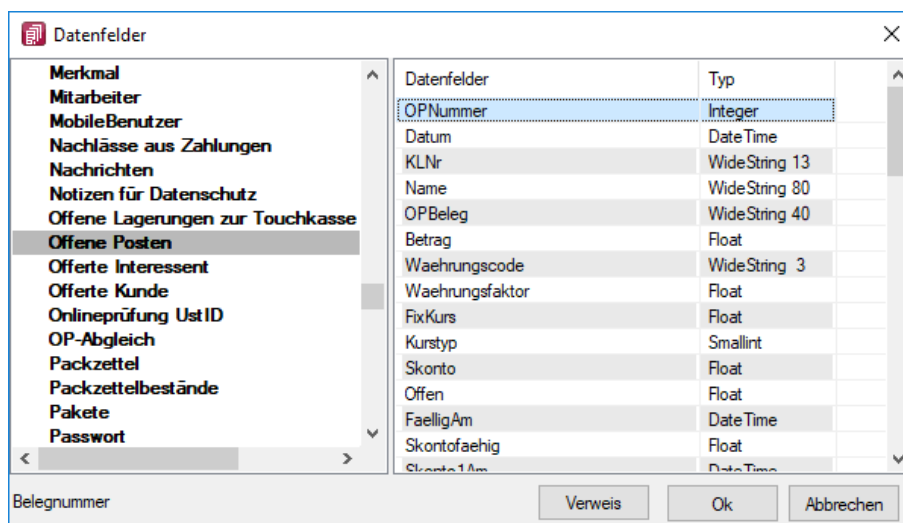 Datenfelder
Merkmal
Mitarbeiter
MobileBenutzer
Nachlässe aus Zahlungen
Nachrichten
Notizen für Datenschutz
Offene Lagerungen zur Touchkasse
Offene Posten
Offerte Interessent
Offerte Kunde
Onlineprüfung UstID
OP-Abgleich
Packzettel
Packzettelbestände
Pakete
Passwort
Datenfelder Typ
OPNummer Integer
Datum DateTime
KLNr WideString 13
Name WideString 80
OPBeleg WideString 40
Betrag Float
Waehrungscode WideString 3
Waehrungsfaktor Float
FixKurs Float
Kurstyp Smallint
Skonto Float
Offen Float
FaelligAm DateTime
Skontofaehig Float
Skonto1Am DateTime
Belegnummer
Verweis Ok Abbrechen